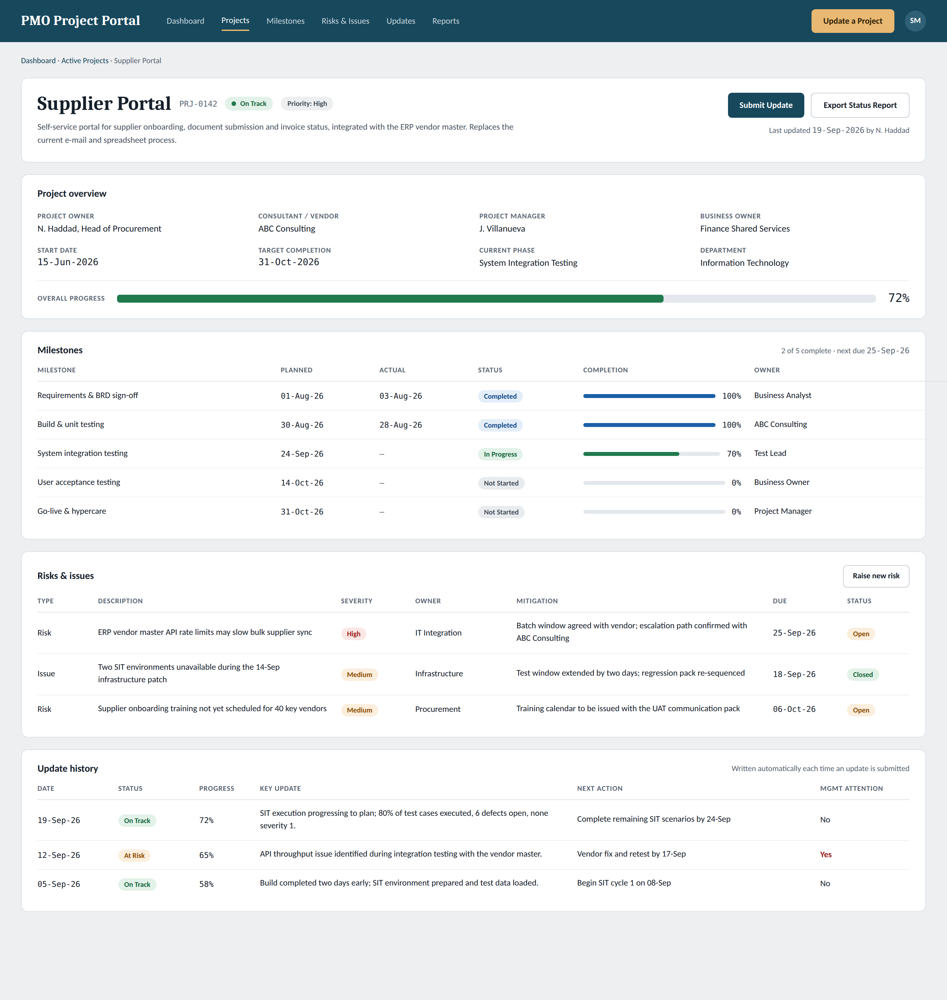 PMO Project Portal Dashboard Projects Milestones Risks & Issues Updates Reports Update a Project SM
Dashboard · Active Projects · Supplier Portal
Supplier Portal PRJ-0142 On Track Priority: High Submit Update Export Status Report
Self-service portal for supplier onboarding, document submission and invoice status, integrated with the ERP vendor master. Replaces the
current e-mail and spreadsheet process.
Last updated 19-Sep-2026 by N. Haddad
Project overview
PROJECT OWNER CONSULTANT / VENDOR PROJECT MANAGER BUSINESS OWNER
N. Haddad, Head of Procurement ABC Consulting J. Villanueva Finance Shared Services
START DATE TARGET COMPLETION CURRENT PHASE DEPARTMENT
15-Jun-2026 31-Oct-2026 System Integration Testing Information Technology
OVERALL PROGRESS 72%
Milestones 2 of 5 complete · next due 25-Sep-26
MILESTONE PLANNED ACTUAL STATUS COMPLETION OWNER
Requirements & BRD sign-off 01-Aug-26 03-Aug-26 Completed 100% Business Analyst
Build & unit testing 30-Aug-26 28-Aug-26 Completed 100% ABC Consulting
System integration testing 24-Sep-26 — In Progress 70% Test Lead
User acceptance testing 14-Oct-26 — Not Started 0% Business Owner
Go-live & hypercare 31-Oct-26 — Not Started 0% Project Manager
Risks & issues Raise new risk
TYPE DESCRIPTION SEVERITY OWNER MITIGATION DUE STATUS
Risk ERP vendor master API rate limits may slow bulk supplier sync High IT Integration Batch window agreed with vendor; escalation path confirmed with 25-Sep-26 Open
ABC Consulting
Issue Two SIT environments unavailable during the 14-Sep Medium Infrastructure Test window extended by two days; regression pack re-sequenced 18-Sep-26 Closed
infrastructure patch
Risk Supplier onboarding training not yet scheduled for 40 key vendors Medium Procurement Training calendar to be issued with the UAT communication pack 06-Oct-26 Open
Update history Written automatically each time an update is submitted
DATE STATUS PROGRESS KEY UPDATE NEXT ACTION MGMT ATTENTION
19-Sep-26 On Track 72% SIT execution progressing to plan; 80% of test cases executed, 6 defects open, none Complete remaining SIT scenarios by 24-Sep No
severity 1.
12-Sep-26 At Risk 65% API throughput issue identified during integration testing with the vendor master. Vendor fix and retest by 17-Sep Yes
05-Sep-26 On Track 58% Build completed two days early; SIT environment prepared and test data loaded. Begin SIT cycle 1 on 08-Sep No